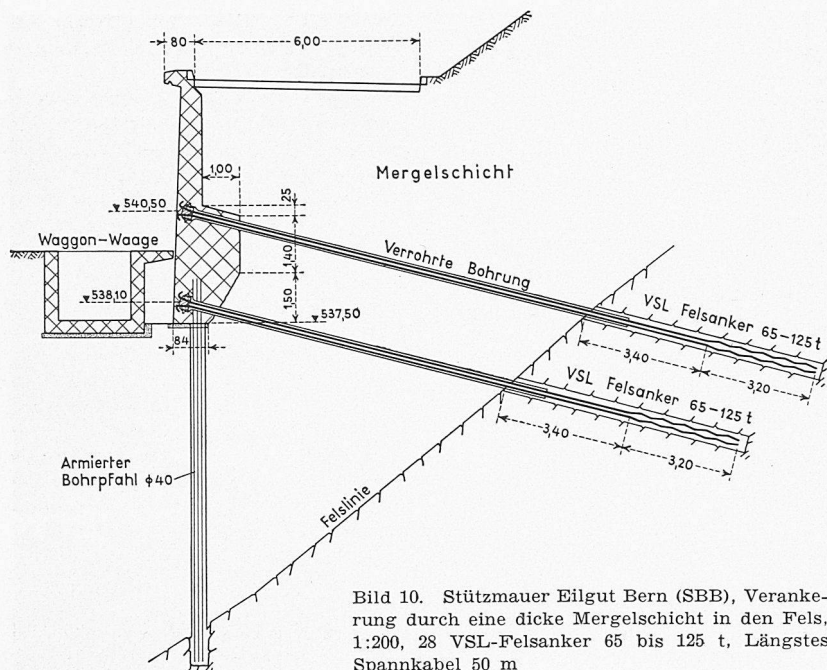 80
6,00
1,00
Mergelschicht
25
540,50
Waggon-Waage
1,40
Verrohrte Bohrung
538,10
1,50
537,50
84
VSL Felsanker 65-125 t
3,40
3,20
VSL Felsanker 65-125 t
3,40
3,20
Armierter
Bohrpfahl ϕ40
Felslinie
Bild 10. Stützmauer Eilgut Bern (SBB), Veranke-
rung durch eine dicke Mergelschicht in den Fels,
1:200, 28 VSL-Felsanker 65 bis 125 t, Längstes
Spannkabel 50 m